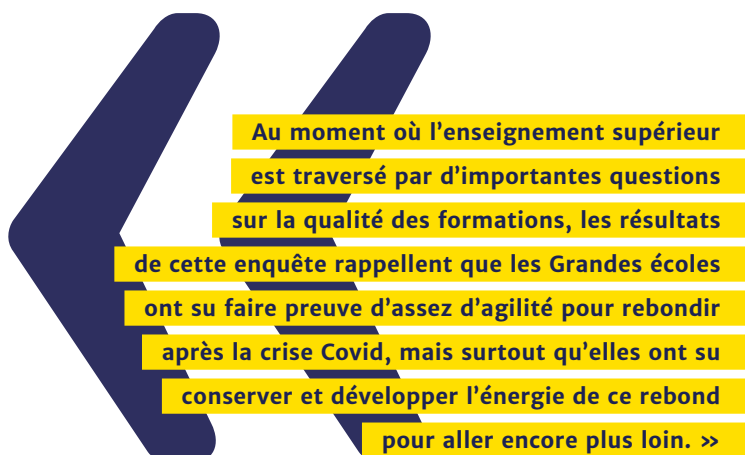 Au moment où l’enseignement supérieur
est traversé par d’importantes questions
sur la qualité des formations, les résultats
de cette enquête rappellent que les Grandes écoles
ont su faire preuve d’assez d’agilité pour rebondir
après la crise Covid, mais surtout qu’elles ont su
conserver et développer l’énergie de ce rebond
pour aller encore plus loin. »